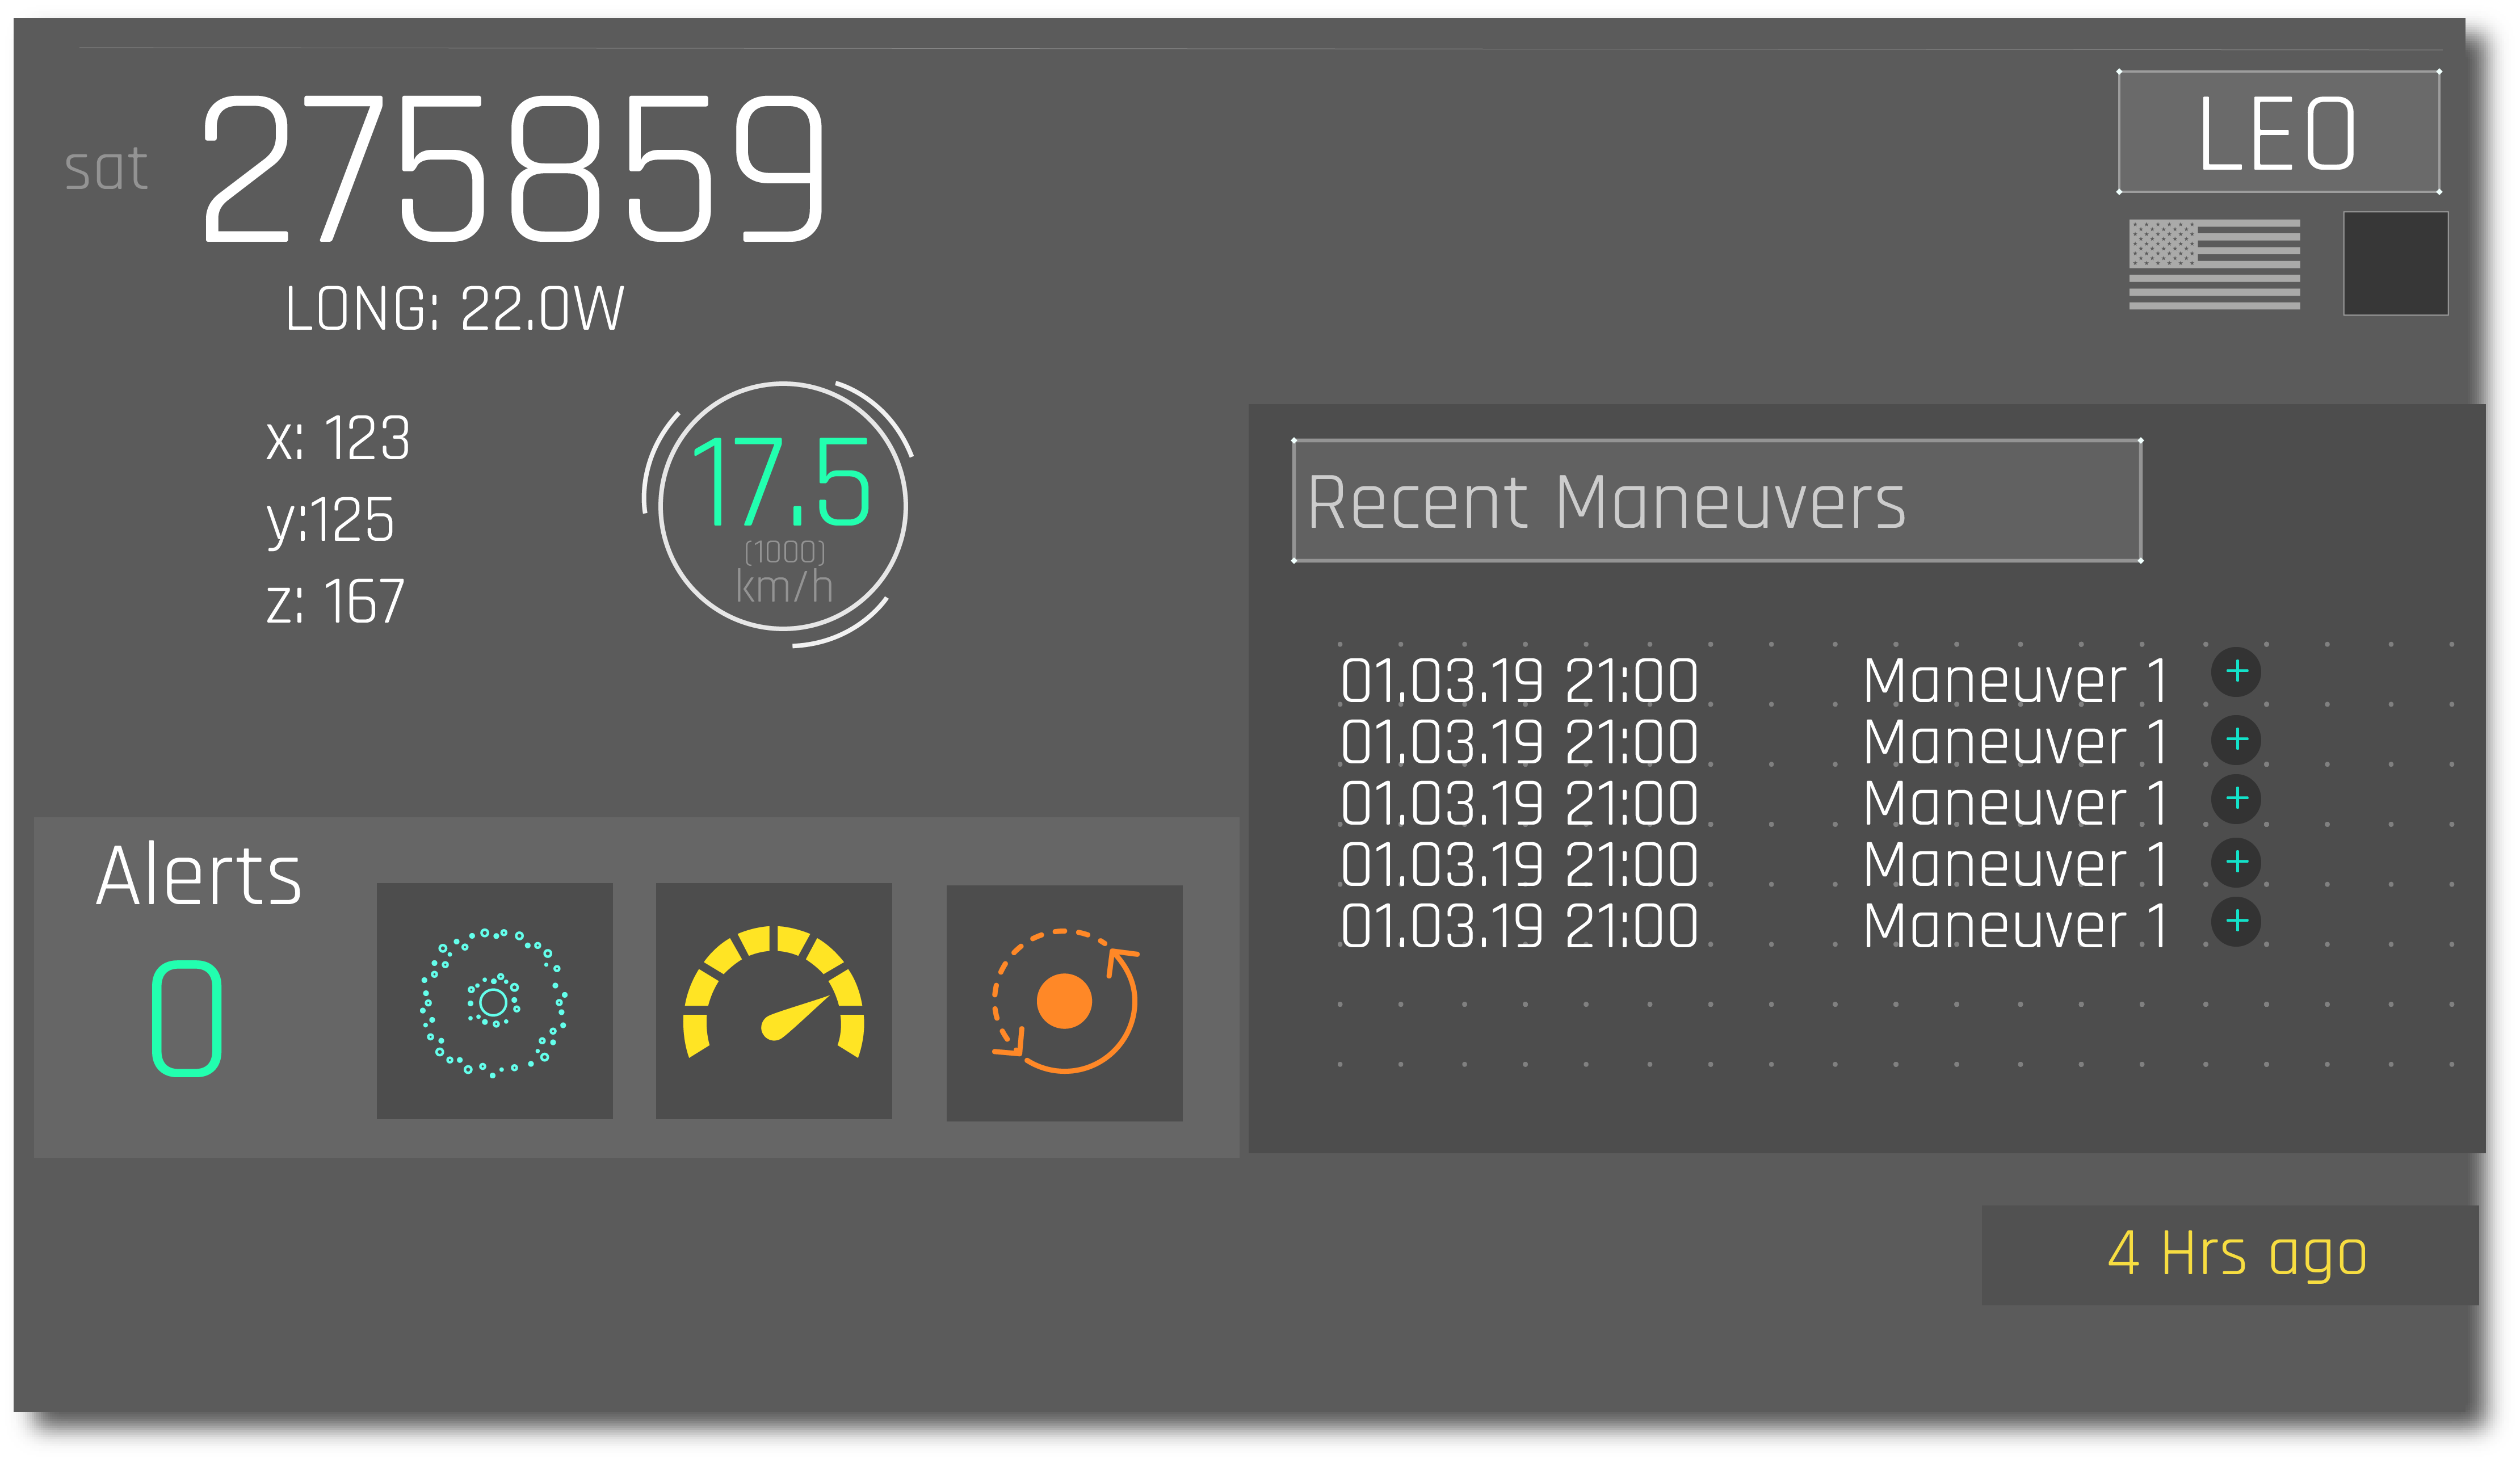 sat 275859
LEO
LONG: 22.0W
x: 123
y:125
z: 167
17.5
(1000)
km/h
Recent Maneuvers
01.03.19 21:00 Maneuver 1 +
01.03.19 21:00 Maneuver 1 +
01.03.19 21:00 Maneuver 1 +
01.03.19 21:00 Maneuver 1 +
01.03.19 21:00 Maneuver 1 +
Alerts
0
4 Hrs ago